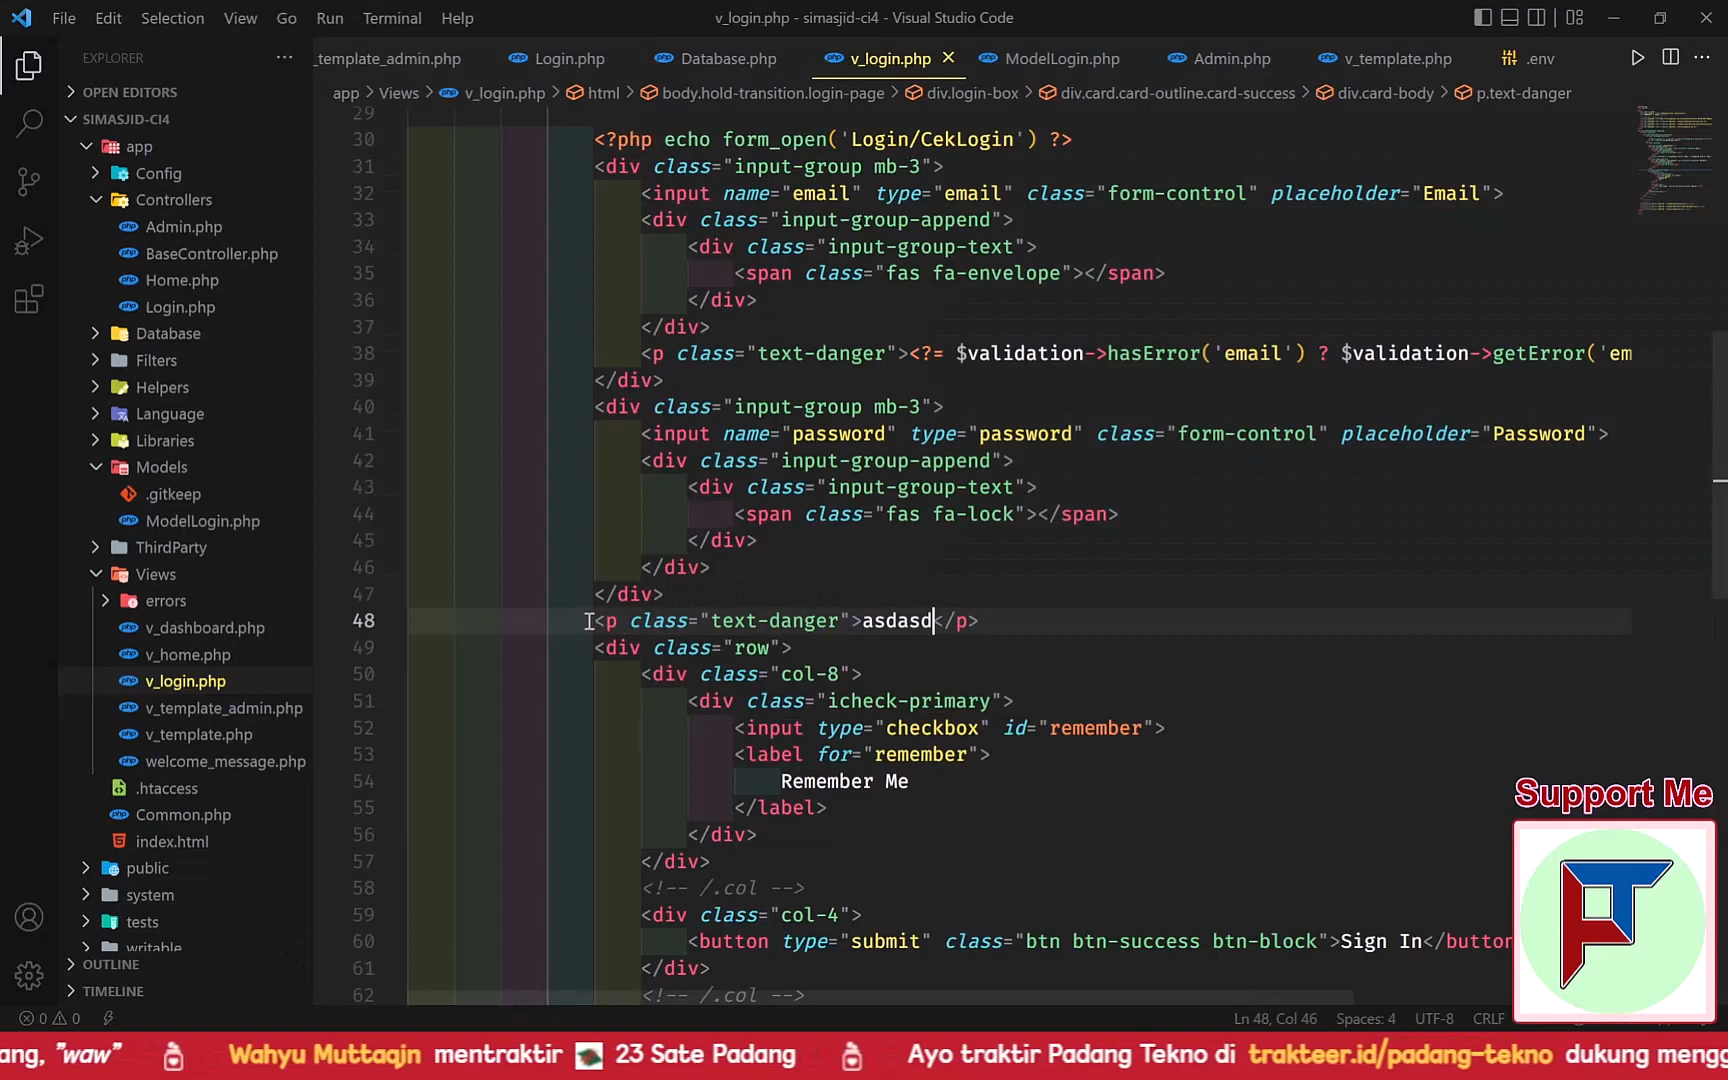 File Edit Selection View Go Run Terminal Help
v_login.php - simasjid-ci4 - Visual Studio Code
EXPLORER
_template_admin.php Login.php Database.php v_login.php ModelLogin.php Admin.php v_template.php .env
app > Views > v_login.php > html > body.hold-transition.login-page > div.login-box > div.card.card-outline.card-success > div.card-body > p.text-danger
OPEN EDITORS
SIMASJID-CI4
app
Config
Controllers
Admin.php
BaseController.php
Home.php
Login.php
Database
Filters
Helpers
Language
Libraries
Models
.gitkeep
ModelLogin.php
ThirdParty
Views
errors
v_dashboard.php
v_home.php
v_login.php
v_template_admin.php
v_template.php
welcome_message.php
.htaccess
Common.php
index.html
public
system
tests
writable
OUTLINE
TIMELINE
29
30 <?php echo form_open('Login/CekLogin') ?>
31 <div class="input-group mb-3">
32 <input name="email" type="email" class="form-control" placeholder="Email">
33 <div class="input-group-append">
34 <div class="input-group-text">
35 <span class="fas fa-envelope"></span>
36 </div>
37 </div>
38 <p class="text-danger"><?= $validation->hasError('email') ? $validation->getError('em
39 </div>
40 <div class="input-group mb-3">
41 <input name="password" type="password" class="form-control" placeholder="Password">
42 <div class="input-group-append">
43 <div class="input-group-text">
44 <span class="fas fa-lock"></span>
45 </div>
46 </div>
47 </div>
48 <p class="text-danger">asdasd</p>
49 <div class="row">
50 <div class="col-8">
51 <div class="icheck-primary">
52 <input type="checkbox" id="remember">
53 <label for="remember">
54 Remember Me
55 </label>
56 </div>
57 </div>
58 <!-- /.col -->
59 <div class="col-4">
60 <button type="submit" class="btn btn-success btn-block">Sign In</button
61 </div>
62 <!-- /.col -->
Support Me
0 0
Ln 48, Col 46 Spaces: 4 UTF-8 CRLF
ang, "waw" Wahyu Muttaqin mentraktir 23 Sate Padang Ayo traktir Padang Tekno di trakteer.id/padang-tekno dukung mengg